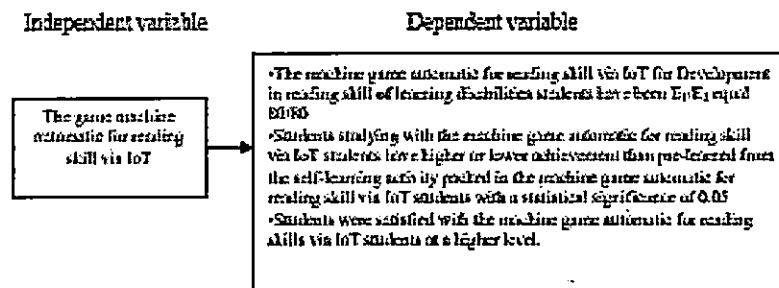 Independent variable
Dependent variable
The game machine
automatic for reading
skill via IoT
•The machine game automatic for reading skill via IoT for Development
in reading skill of learning disabilities students have been E1/E2 equal
80/80
•Students studying with the machine game automatic for reading skill
via IoT students have higher or lower achievement than pre-learned from
the self-learning activity packed in the machine game automatic for
reading skill via IoT students with a statistical significance of 0.05
•Students were satisfied with the machine game automatic for reading
skills via IoT students at a higher level.